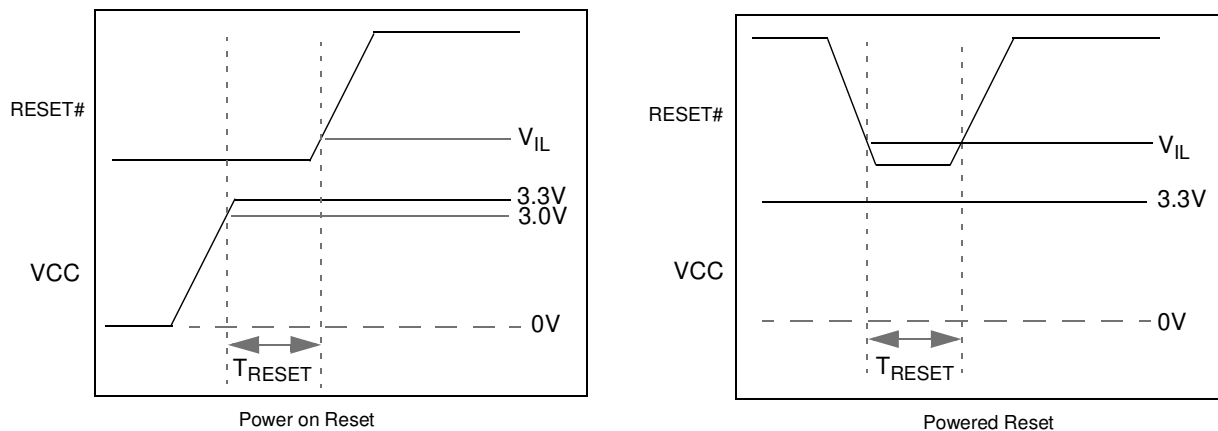 RESET#
VIL
3.3V
3.0V
VCC
0V
TRESET
Power on Reset
RESET#
VIL
3.3V
VCC
0V
TRESET
Powered Reset